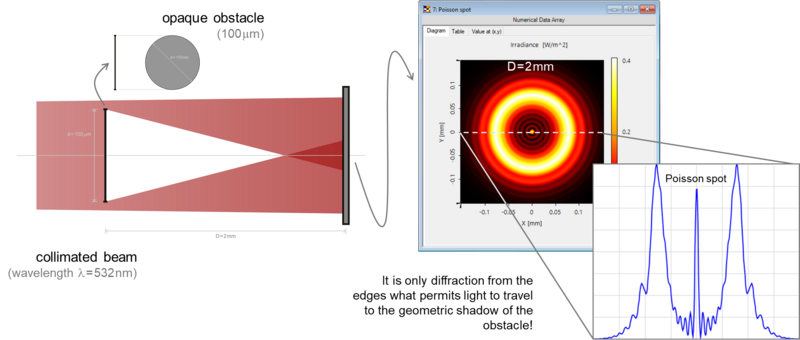 opaque obstacle
(100μm)
d=100μm
d=100μm
D=2mm
collimated beam
(wavelength λ=532nm)
7: Poisson spot
Numerical Data Array
Diagram Table Value at (x,y)
Irradiance [W/m^2]
D=2mm
0.1
0.05
0
-0.05
-0.1
Y [mm]
-0.1 -0.05 0 0.05 0.1
X [mm]
0.4
0.2
Poisson spot
It is only diffraction from the
edges what permits light to travel
to the geometric shadow of the
obstacle!